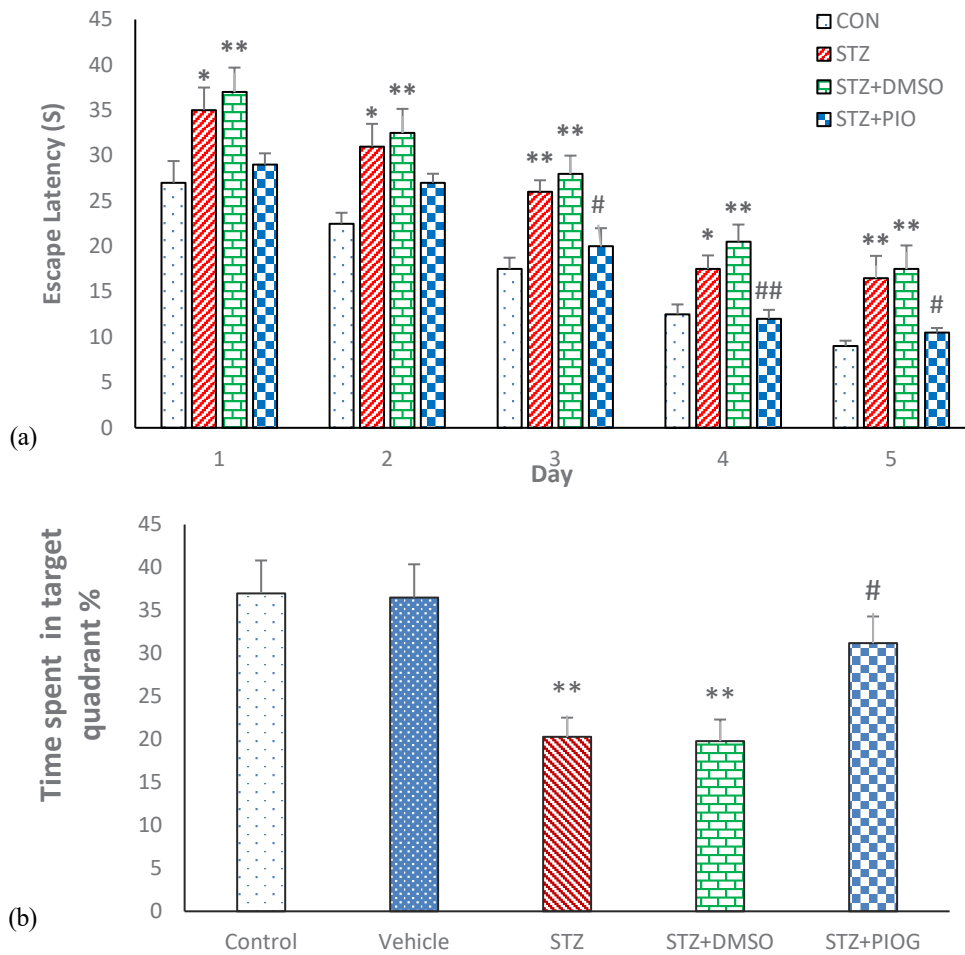 45
40
35
30
25
20
15
10
5
0
Escape Latency (S)
* **
* **
** ** #
* ** ##
** ** #
CON
STZ
STZ+DMSO
STZ+PIO
1 2 3 4 5
Day
(a)
45
40
35
30
25
20
15
10
5
0
Time spent in target
quadrant %
** ** #
Control Vehicle STZ STZ+DMSO STZ+PIOG
(b)